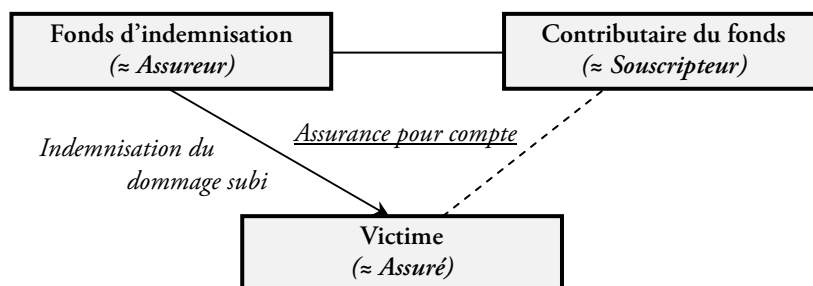 Fonds d'indemnisation
(≈ Assureur)
Contributaire du fonds
(≈ Souscripteur)
Assurance pour compte
Indemnisation du
dommage subi
Victime
(≈ Assuré)